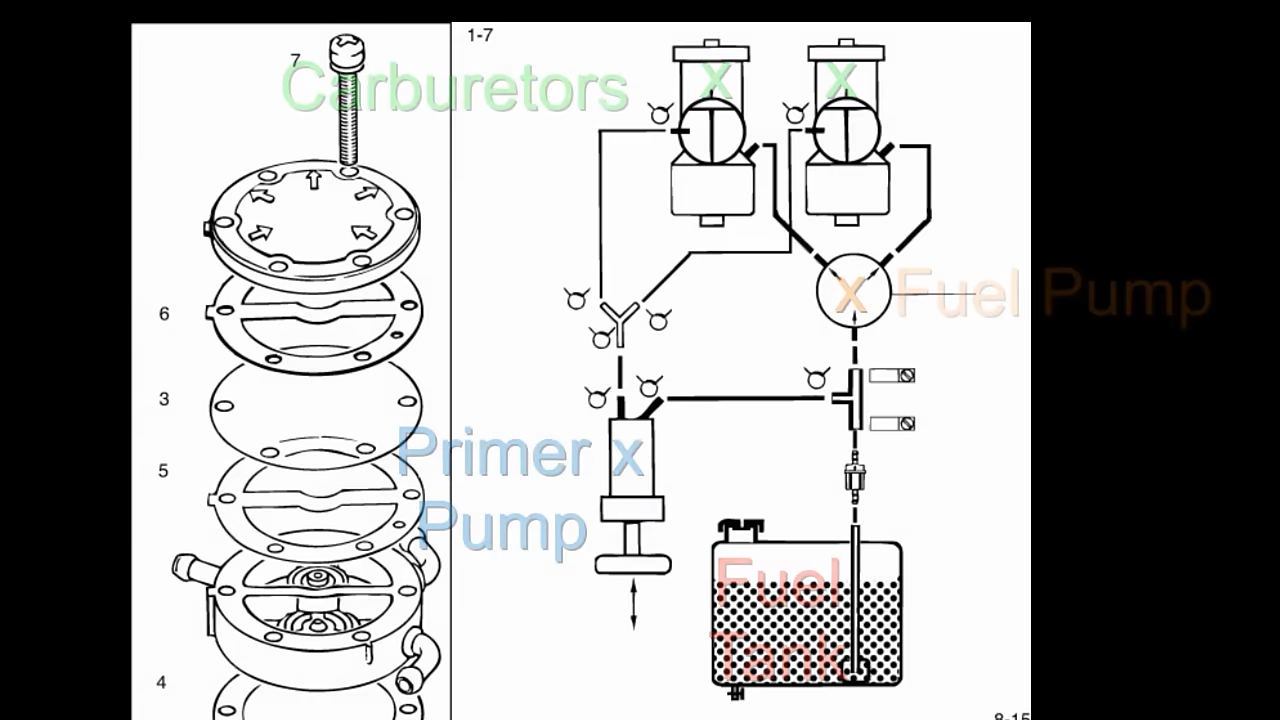 1-7
7
Carburetors x x
6
x Fuel Pump
3
Primer x
5
Pump
Fuel
Tank
4
8-15